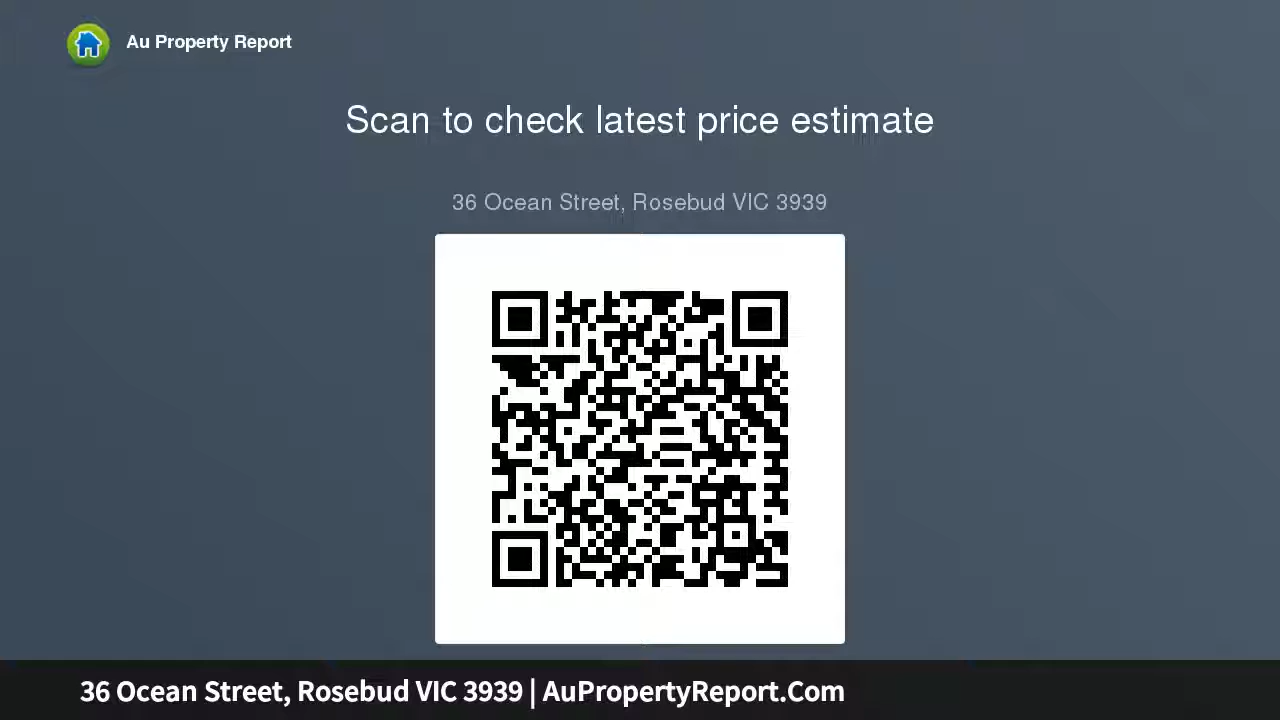 Au Property Report
Scan to check latest price estimate
36 Ocean Street, Rosebud VIC 3939
36 Ocean Street, Rosebud VIC 3939 | AuPropertyReport.Com